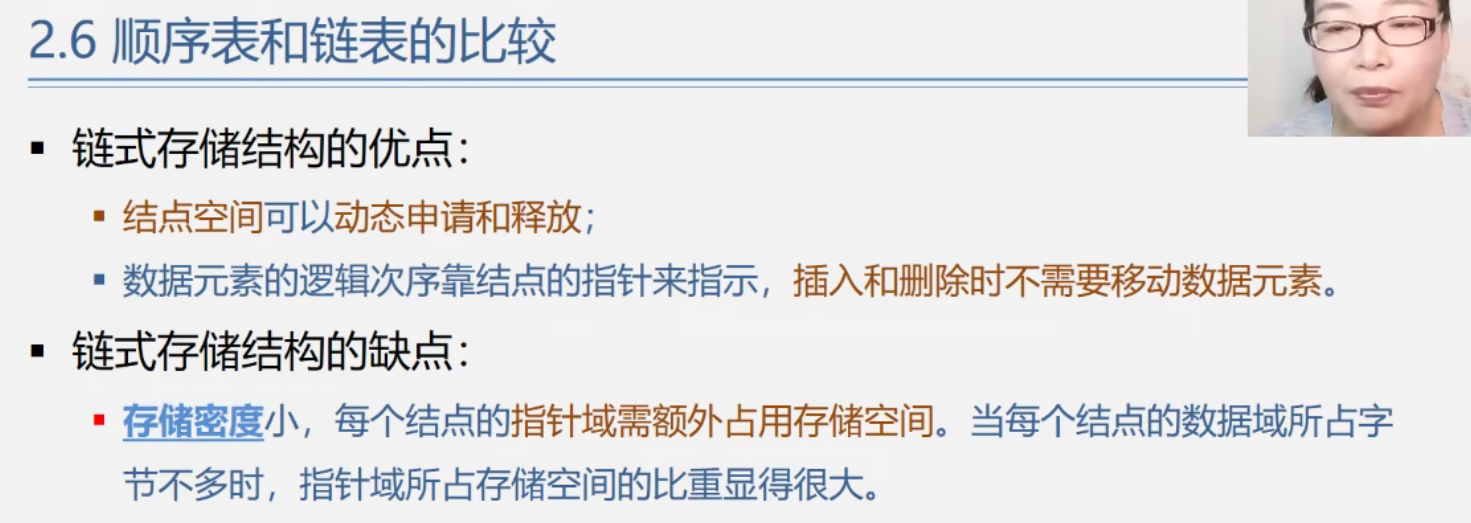 2.6 顺序表和链表的比较
▪ 链式存储结构的优点：
▪ 结点空间可以动态申请和释放；
▪ 数据元素的逻辑次序靠结点的指针来指示，插入和删除时不需要移动数据元素。
▪ 链式存储结构的缺点：
▪ 存储密度小，每个结点的指针域需额外占用存储空间。当每个结点的数据域所占字
节不多时，指针域所占存储空间的比重显得很大。